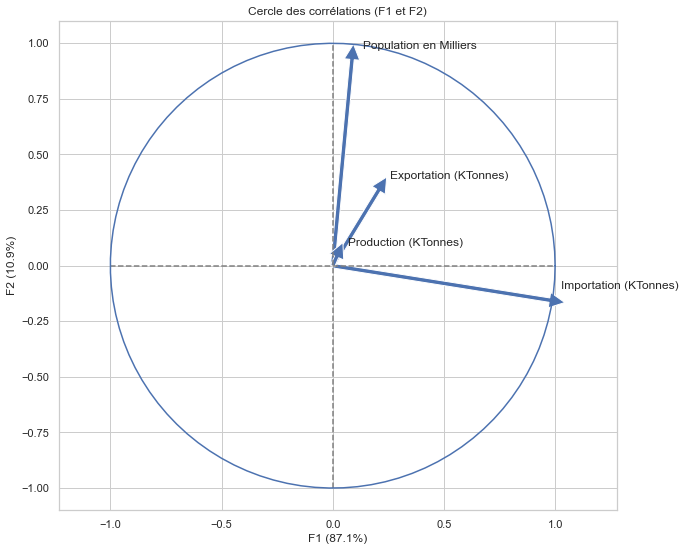 Cercle des corrélations (F1 et F2)
1.00
Population en Milliers
0.75
0.50
Exportation (KTonnes)
0.25
Production (KTonnes)
F2 (10.9%)
0.00
Importation (KTonnes)
−0.25
−0.50
−0.75
−1.00
−1.0 −0.5 0.0 0.5 1.0
F1 (87.1%)